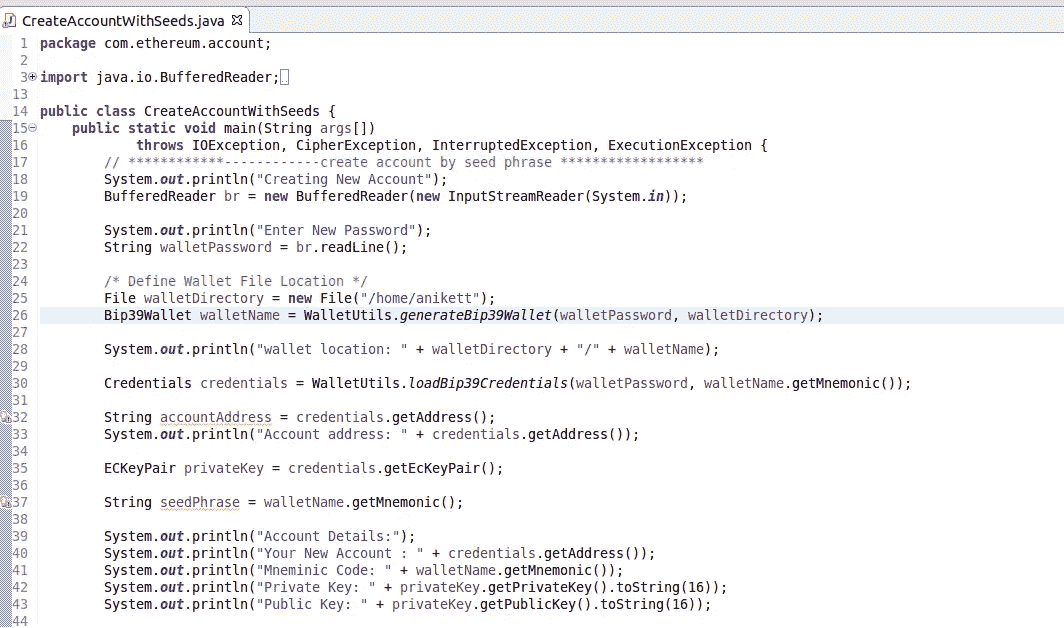 CreateAccountWithSeeds.java
1 package com.ethereum.account;
2
3 import java.io.BufferedReader;
13
14 public class CreateAccountWithSeeds {
15     public static void main(String args[])
16             throws IOException, CipherException, InterruptedException, ExecutionException {
17         // ************------------create account by seed phrase ******************
18         System.out.println("Creating New Account");
19         BufferedReader br = new BufferedReader(new InputStreamReader(System.in));
20
21         System.out.println("Enter New Password");
22         String walletPassword = br.readLine();
23
24         /* Define Wallet File Location */
25         File walletDirectory = new File("/home/anikett");
26         Bip39Wallet walletName = WalletUtils.generateBip39Wallet(walletPassword, walletDirectory);
27
28         System.out.println("wallet location: " + walletDirectory + "/" + walletName);
29
30         Credentials credentials = WalletUtils.loadBip39Credentials(walletPassword, walletName.getMnemonic());
31
32         String accountAddress = credentials.getAddress();
33         System.out.println("Account address: " + credentials.getAddress());
34
35         ECKeyPair privateKey = credentials.getEcKeyPair();
36
37         String seedPhrase = walletName.getMnemonic();
38
39         System.out.println("Account Details:");
40         System.out.println("Your New Account : " + credentials.getAddress());
41         System.out.println("Mneminic Code: " + walletName.getMnemonic());
42         System.out.println("Private Key: " + privateKey.getPrivateKey().toString(16));
43         System.out.println("Public Key: " + privateKey.getPublicKey().toString(16));
44